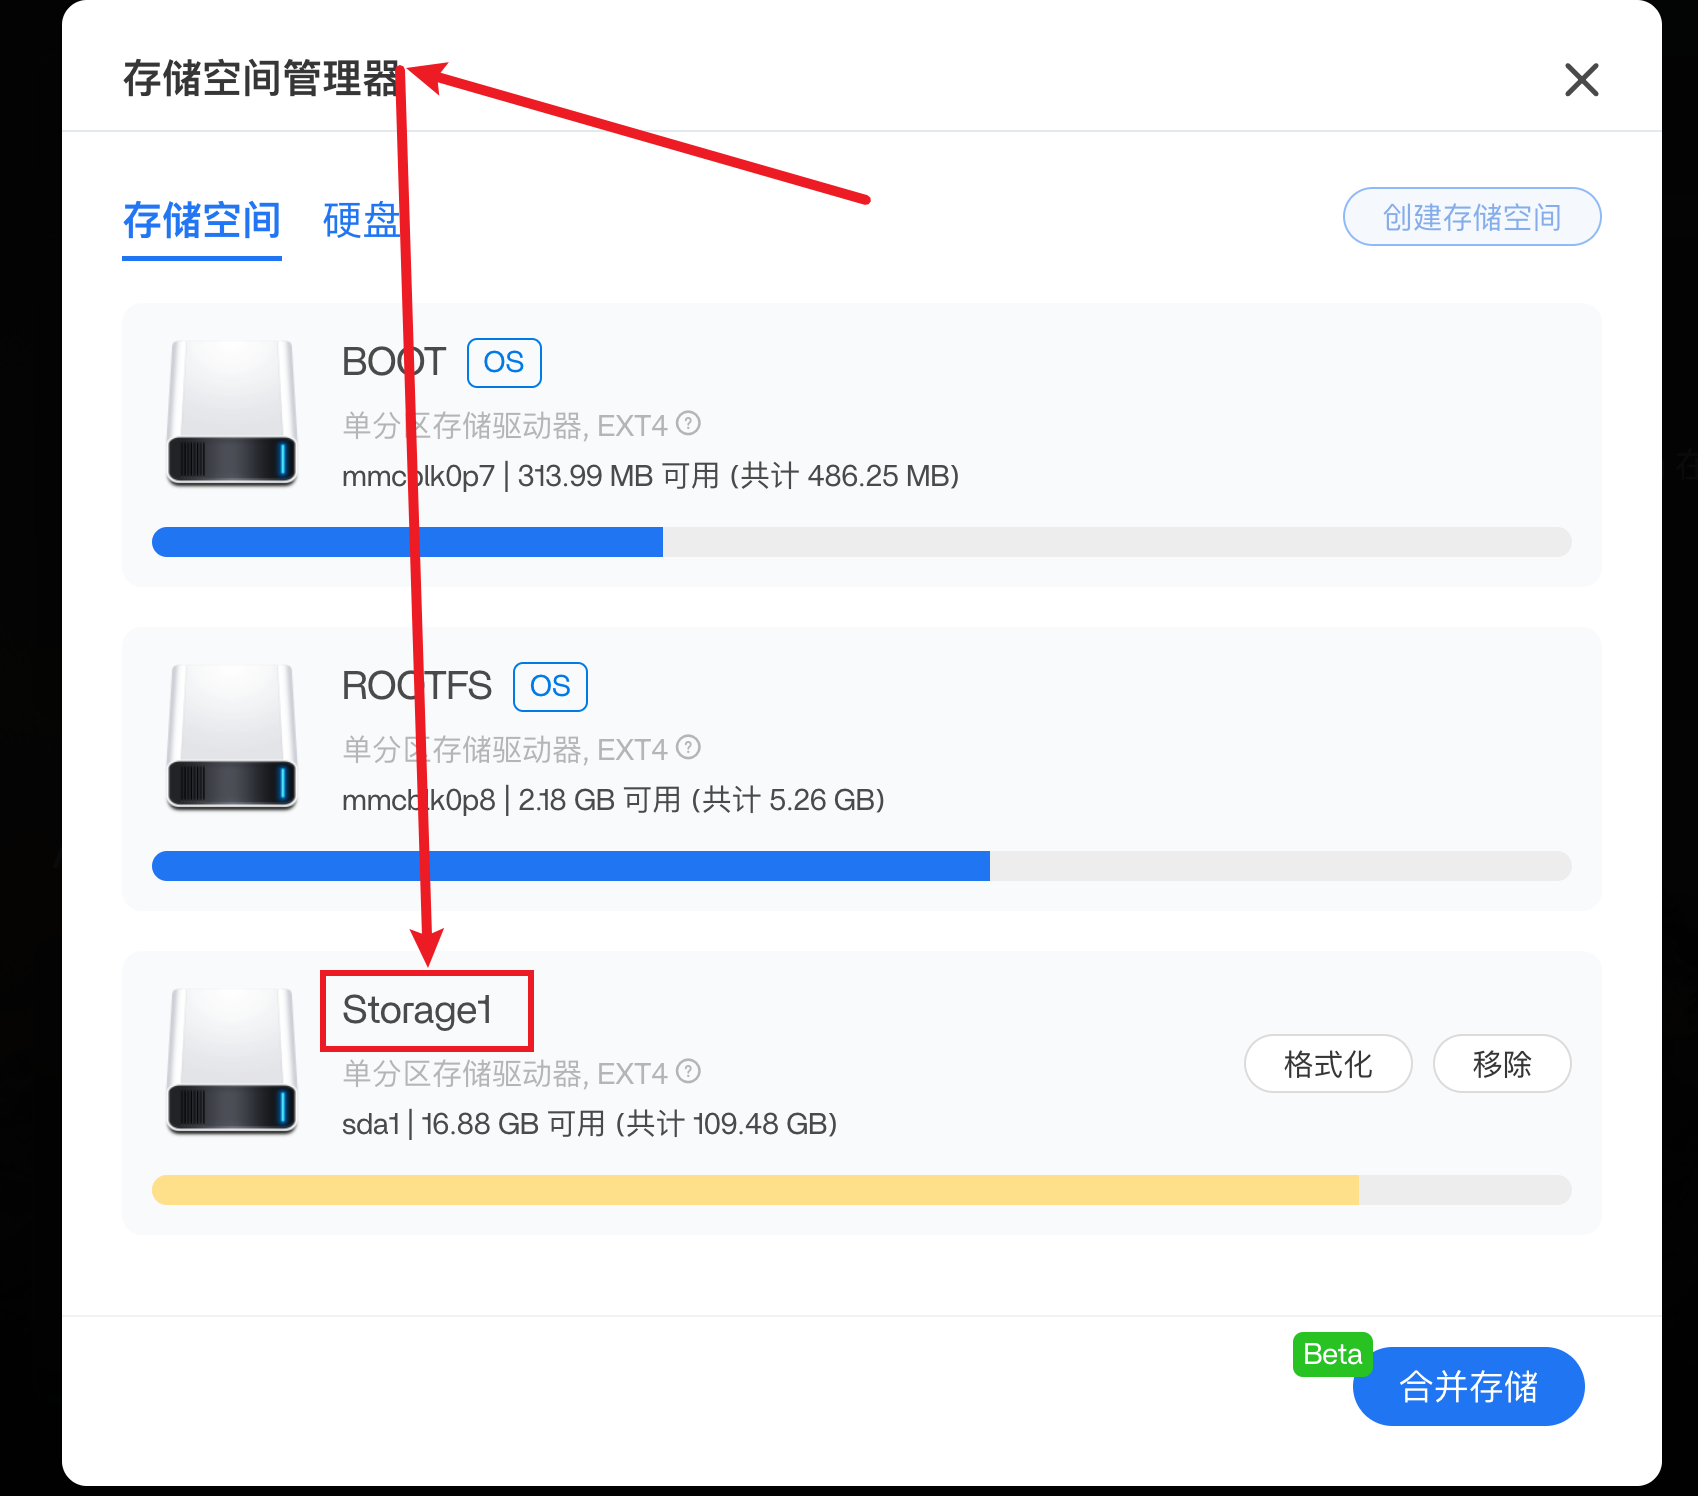 存储空间管理器
存储空间 硬盘 创建存储空间
BOOT OS
单分区存储驱动器, EXT4
mmcblk0p7 | 313.99 MB 可用 (共计 486.25 MB)
ROOTFS OS
单分区存储驱动器, EXT4
mmcblk0p8 | 2.18 GB 可用 (共计 5.26 GB)
Storage1
单分区存储驱动器, EXT4
格式化 移除
sda1 | 16.88 GB 可用 (共计 109.48 GB)
Beta
合并存储